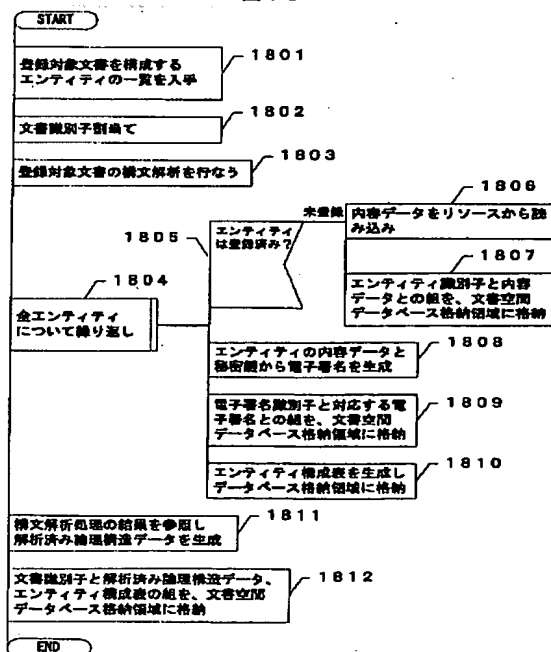 START
登録対象文書を構成する
エンティティの一覧を入手
1801
文書識別子割当て
1802
登録対象文書の構文解析を行なう
1803
全エンティティ
について繰り返し
1804
エンティティ
は登録済み?
1805
未登録
内容データをリソースから読
み込み
1806
エンティティ識別子と内容
データとの組を、文書空間
データベース格納領域に格納
1807
エンティティの内容データと
秘密鍵から電子署名を生成
1808
電子署名識別子と対応する電
子署名との組を、文書空間
データベース格納領域に格納
1809
エンティティ構成表を生成し
データベース格納領域に格納
1810
構文解析処理の結果を参照し
解析済み論理構造データを生成
1811
文書識別子と解析済み論理構造データ、
エンティティ構成表の組を、文書空間
データベース格納領域に格納
1812
END